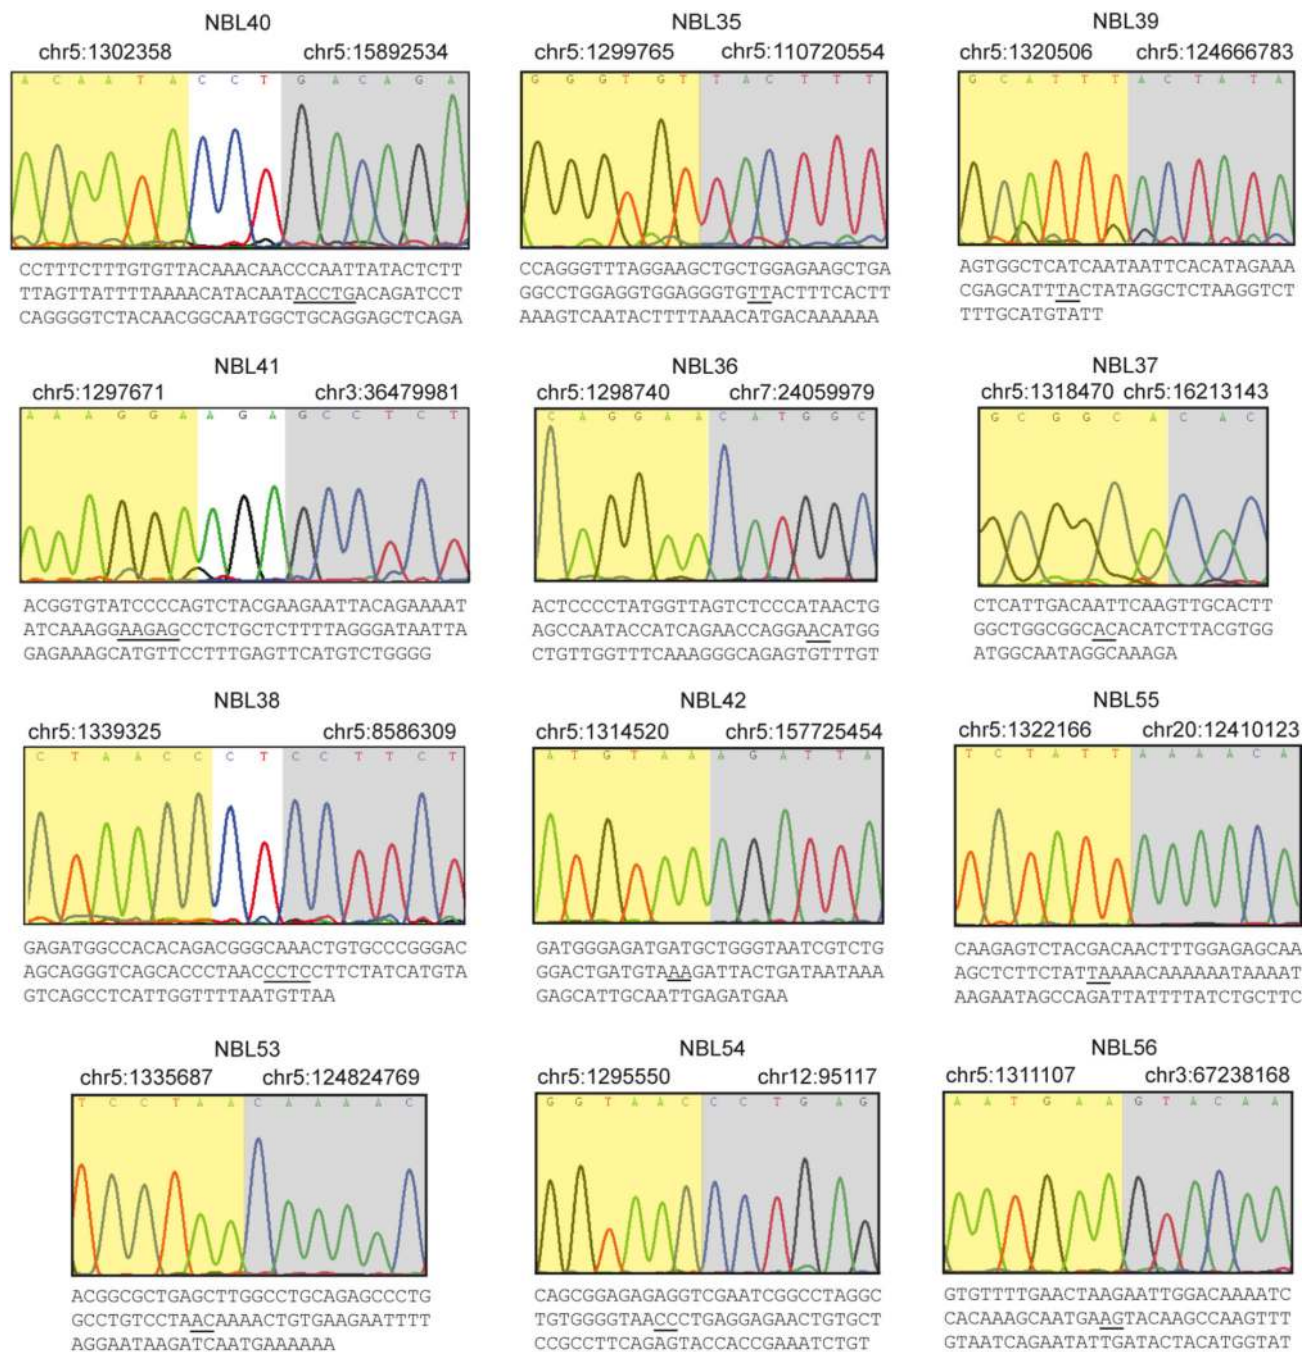 NBL40
chr5:1302358 chr5:15892534
A C A A T A C C T G A C A G A
CCTTTCTTTGTGTTACAAACAACCCAATTATACTCTT
TTAGTTATTTTAAAACATACAATACCTGACAGATCCT
CAGGGGTCTACAACGGCAATGGCTGCAGGAGCTCAGA
NBL35
chr5:1299765 chr5:110720554
G G G T G T T A C T T T
CCAGGGTTTAGGAAGCTGCTGGAGAAGCTGA
GGCCTGGAGGTGGAGGGTGTTACTTTCACTT
AAAGTCAATACTTTTAAACATGACAAAAAA
NBL39
chr5:1320506 chr5:124666783
G C A T T T A C T A T A
AGTGGCTCATCAATAATTCACATAGAAA
CGAGCATTTACTATAGGCTCTAAGGTCT
TTTGCATGTATT
NBL41
chr5:1297671 chr3:36479981
A A A G G A A G A G C C T C T
ACGGTGTATCCCCAGTCTACGAAGAATTACAGAAAAT
ATCAAAGGAAGAGCCTCTGCTCTTTTAGGGATAATTA
GAGAAAGCATGTTCCTTTGAGTTCATGTCTGGGG
NBL36
chr5:1298740 chr7:24059979
C A G G A A C A T G G C
ACTCCCCTATGGTTAGTCTCCCATAACTG
AGCCAATACCATCAGAACCAGGAACATGG
CTGTTGGTTTCAAAGGGCAGAGTGTTTGT
NBL37
chr5:1318470 chr5:16213143
G C G G C A C A C
CTCATTGACAATTCAAGTTGCACTT
GGCTGGCGGCACACATCTTACGTGG
ATGGCAATAGGCAAAGA
NBL38
chr5:1339325 chr5:8586309
C T A A C C C T C C T T C T
GAGATGGCCACACAGACGGGCAAACTGTGCCCGGGAC
AGCAGGGTCAGCACCCTAACCCTCCTTCTATCATGTA
GTCAGCCTCATTGGTTTTAATGTTAA
NBL42
chr5:1314520 chr5:157725454
A T G T A A A G A T T A
GATGGGAGATGATGCTGGGTAATCGTCTG
GGACTGATGTAAAGATTACTGATAATAAA
GAGCATTGCAATTGAGATGAA
NBL55
chr5:1322166 chr20:12410123
T C T A T T A A A A C A
CAAGAGTCTACGACAACTTTGGAGAGCAA
AGCTCTTCTATTAAAACAAAAAATAAAAT
AAGAATAGCCAGATTATTTTATCTGCTTC
NBL53
chr5:1335687 chr5:124824769
T C C T A A C A A A A C
ACGGCGCTGAGCTTGGCCTGCAGAGCCCTG
GCCTGTCCTAACAAAACTGTGAAGAATTTT
AGGAATAAGATCAATGAAAAAA
NBL54
chr5:1295550 chr12:95117
G G T A A C C C T G A G
CAGCGGAGAGAGGTCGAATCGGCCTAGGC
TGTGGGGTAACCCTGAGGAGAACTGTGCT
CCGCCTTCAGAGTACCACCGAAATCTGT
NBL56
chr5:1311107 chr3:67238168
A A T G A A G T A C A A
GTGTTTTGAACTAAGAATTGGACAAAATC
CACAAAGCAATGAAGTACAAGCCAAGTTT
GTAATCAGAATATTGATACTACATGGTAT